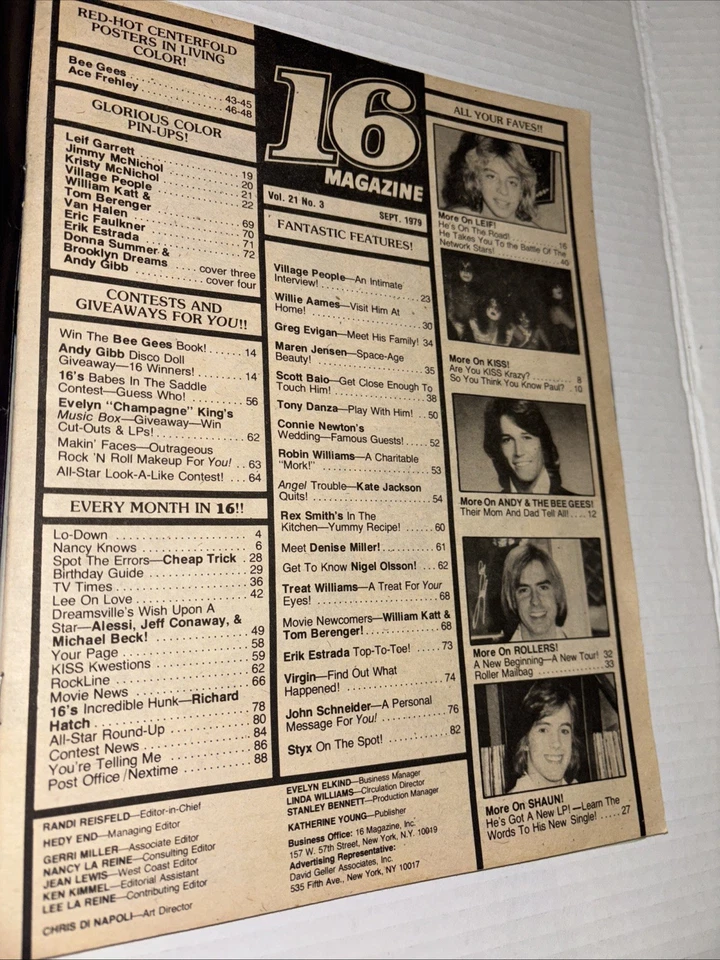 RED-HOT CENTERFOLD
POSTERS IN LIVING
COLOR!
Bee Gees . . . . . . . . . . . . 43-45
Ace Frehley . . . . . . . . . . . . 46-48
GLORIOUS COLOR
PIN-UPS!
Leif Garrett . . . . . . . . . . . . 19
Jimmy McNichol . . . . . . . . . . . . 20
Kristy McNichol . . . . . . . . . . . . 21
Village People . . . . . . . . . . . . 22
William Katt &
Tom Berenger . . . . . . . . . . . . 69
Van Halen . . . . . . . . . . . . 70
Eric Faulkner . . . . . . . . . . . . 71
Erik Estrada . . . . . . . . . . . . 72
Donna Summer &
Brooklyn Dreams . . . . cover three
Andy Gibb . . . . . . . . cover four
CONTESTS AND
GIVEAWAYS FOR YOU!!
Win The Bee Gees Book! . . . . . . 14
Andy Gibb Disco Doll
Giveaway—16 Winners! . . . . . . 14
16's Babes In The Saddle
Contest—Guess Who! . . . . . . 56
Evelyn "Champagne" King's
Music Box—Giveaway—Win
Cut-Outs & LPs! . . . . . . . . . . 62
Makin' Faces—Outrageous
Rock 'N Roll Makeup For You! . . 63
All-Star Look-A-Like Contest! . . . 64
EVERY MONTH IN 16!!
Lo-Down . . . . . . . . . . . . 4
Nancy Knows . . . . . . . . . . . . 6
Spot The Errors—Cheap Trick . 28
Birthday Guide . . . . . . . . . . . . 29
TV Times . . . . . . . . . . . . 36
Lee On Love . . . . . . . . . . . . 42
Dreamsville's Wish Upon A
Star—Alessi, Jeff Conaway, &
Michael Beck! . . . . . . . . . . . . 49
Your Page . . . . . . . . . . . . 58
KISS Kwestions . . . . . . . . . . . . 59
RockLine . . . . . . . . . . . . 62
Movie News . . . . . . . . . . . . 66
16's Incredible Hunk—Richard
Hatch . . . . . . . . . . . . 78
All-Star Round-Up . . . . . . . . . . . . 80
Contest News . . . . . . . . . . . . 84
You're Telling Me . . . . . . . . . . . . 86
Post Office/Nextime . . . . . . . . . . . . 88
16
MAGAZINE
Vol. 21 No. 3 SEPT. 1979
FANTASTIC FEATURES!
Village People—An Intimate
Interview! . . . . . . . . . . . . 23
Willie Aames—Visit Him At
Home! . . . . . . . . . . . . 30
Greg Evigan—Meet His Family! 34
Maren Jensen—Space-Age
Beauty! . . . . . . . . . . . . 35
Scott Baio—Get Close Enough To
Touch Him! . . . . . . . . . . . . 38
Tony Danza—Play With Him! . . 50
Connie Newton's
Wedding—Famous Guests! . . . . 52
Robin Williams—A Charitable
"Mork!" . . . . . . . . . . . . 53
Angel Trouble—Kate Jackson
Quits! . . . . . . . . . . . . 54
Rex Smith's In The
Kitchen—Yummy Recipe! . . . . . 60
Meet Denise Miller! . . . . . . . . . . 61
Get To Know Nigel Olsson! . . . 62
Treat Williams—A Treat For Your
Eyes! . . . . . . . . . . . . 68
Movie Newcomers—William Katt &
Tom Berenger! . . . . . . . . . . . . 68
Erik Estrada Top-To-Toe! . . . . . 73
Virgin—Find Out What
Happened! . . . . . . . . . . . . 74
John Schneider—A Personal
Message For You! . . . . . . . . . . 76
Styx On The Spot! . . . . . . . . . . 82
ALL YOUR FAVES!!
More On LEIF!
He's On The Road! . . . . . . . . 16
He Takes You To the Battle Of The
Network Stars! . . . . . . . . . . 40
More On KISS!
Are You KISS Krazy? . . . . . . . . 8
So You Think You Know Paul? . 10
More On ANDY & THE BEE GEES!
Their Mom And Dad Tell All! . . . . 12
More On ROLLERS!
A New Beginning—A New Tour! 32
Roller Mailbag . . . . . . . . . . . . 33
More On SHAUN!
He's Got A New LP!—Learn The
Words To His New Single! . . . . . 27
RANDI REISFELD—Editor-in-Chief
HEDY END—Managing Editor
GERRI MILLER—Associate Editor
NANCY LA REINE—Consulting Editor
JEAN LEWIS—West Coast Editor
KEN KIMMEL—Editorial Assistant
LEE LA REINE—Contributing Editor
CHRIS DI NAPOLI—Art Director
EVELYN ELKIND—Business Manager
LINDA WILLIAMS—Circulation Director
STANLEY BENNETT—Production Manager
KATHERINE YOUNG—Publisher
Business Office: 16 Magazine, Inc.
157 W. 57th Street, New York, N.Y. 10019
Advertising Representative:
David Geller Associates, Inc.
535 Fifth Ave., New York, NY 10017